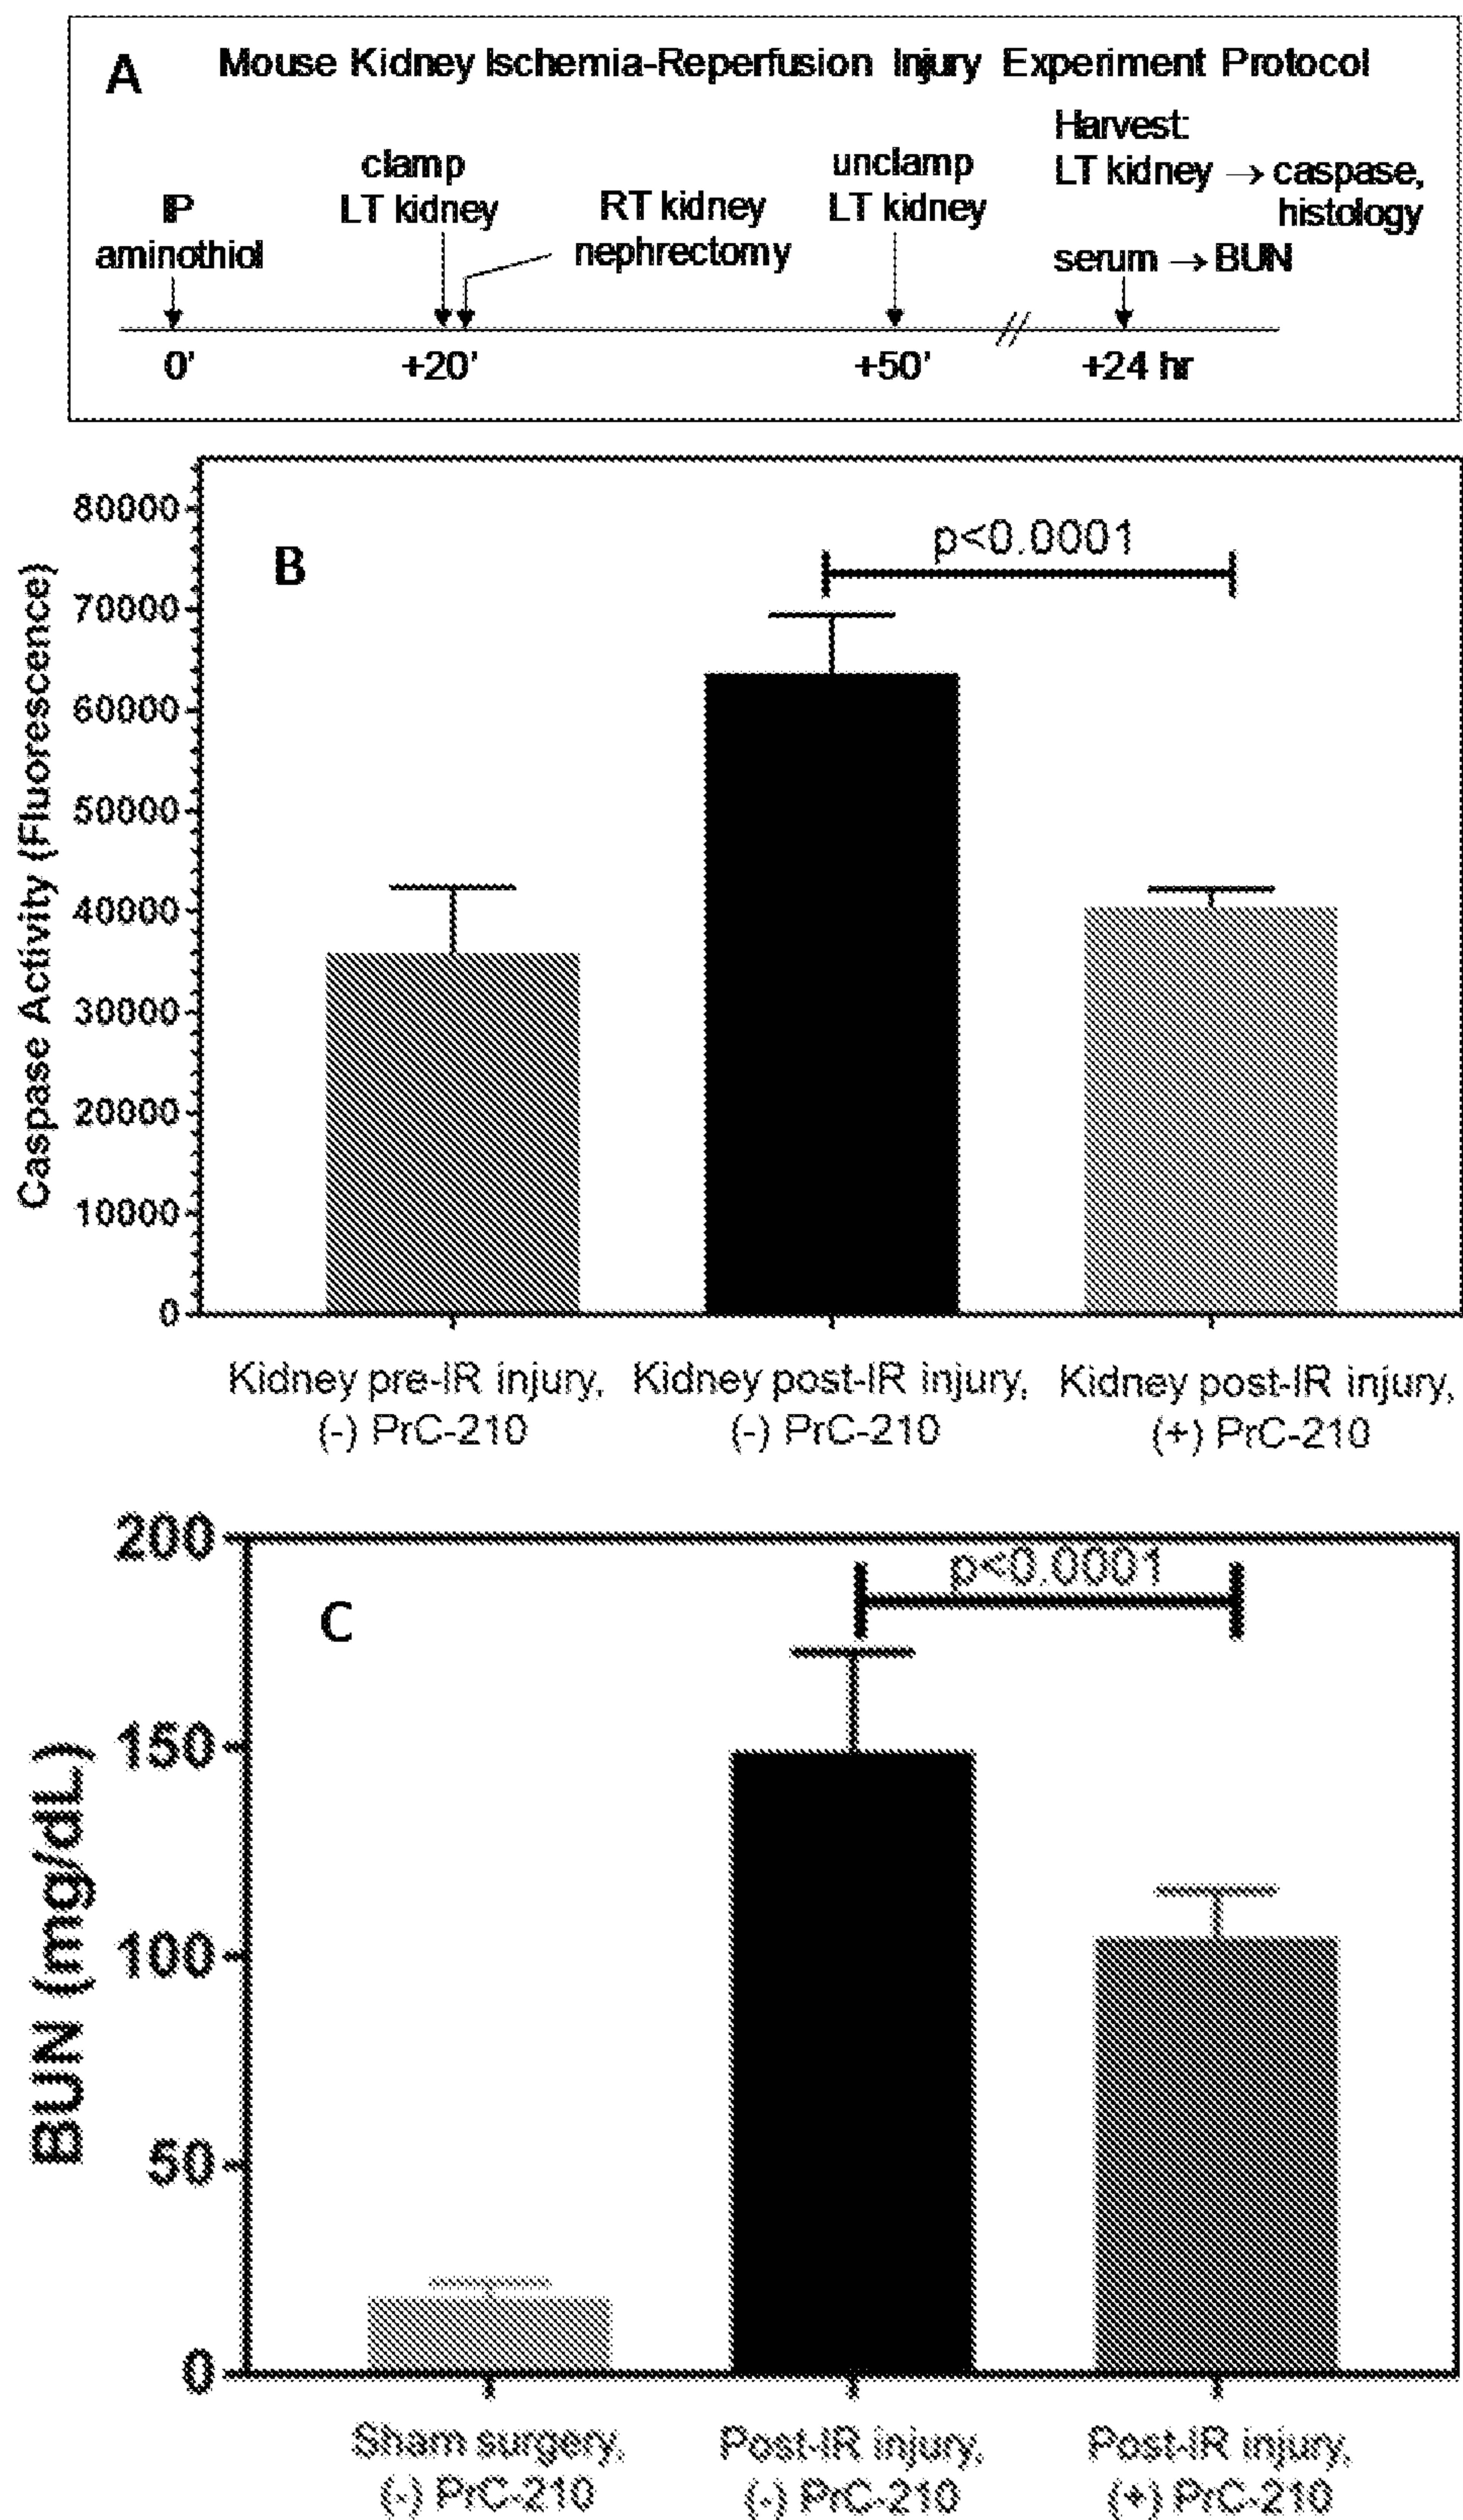 A
Mouse Kidney Ischemia-Reperfusion Injury Experiment Protocol
IP
aminothiol
clamp
LT kidney
RT kidney
nephrectomy
unclamp
LT kidney
Harvest:
LT kidney → caspase,
histology
serum → BUN
0'
+20'
+50'
+24 hr
B
p<0.0001
Caspase Activity (Fluorescence)
80000
70000
60000
50000
40000
30000
20000
10000
0
Kidney pre-IR injury,
(-) PrC-210
Kidney post-IR injury,
(-) PrC-210
Kidney post-IR injury,
(+) PrC-210
C
p<0.0001
BUN (mg/dL)
200
150
100
50
0
Sham surgery,
(-) PrC-210
Post-IR injury,
(-) PrC-210
Post-IR injury,
(+) PrC-210